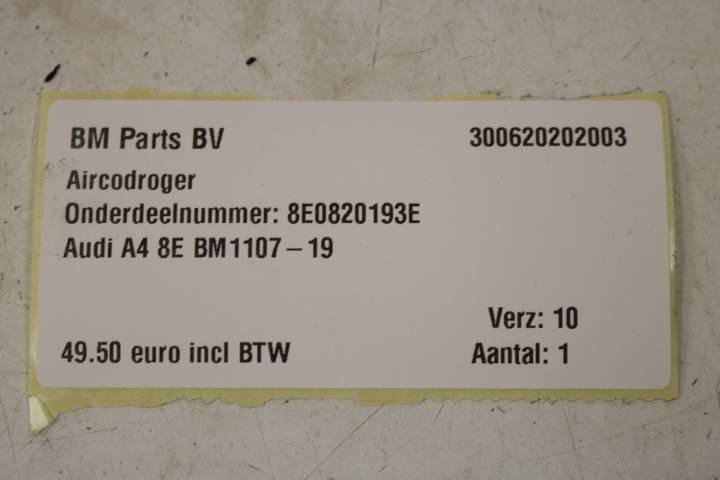 BM Parts BV 300620202003
Aircodroger
Onderdeelnummer: 8E0820193E
Audi A4 8E BM1107-19
Verz: 10
49.50 euro incl BTW Aantal: 1